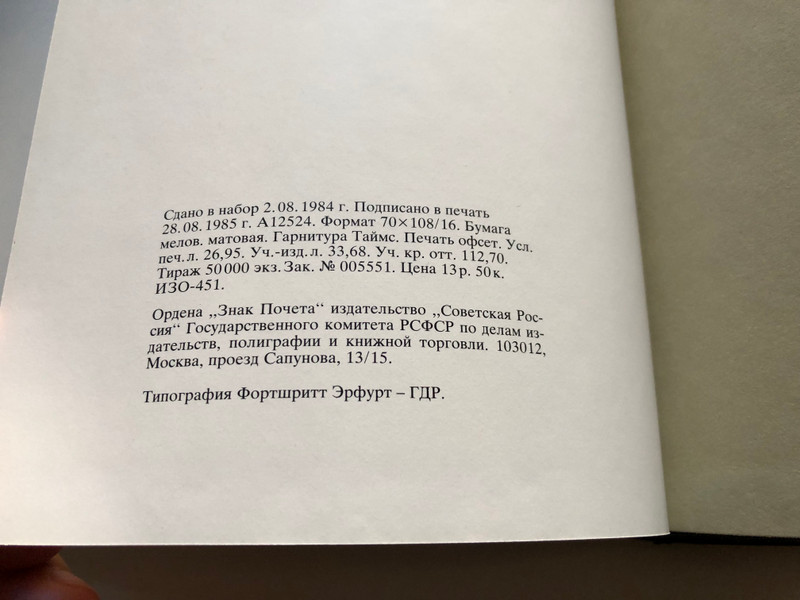 Сдано в набор 2.08.1984 г. Подписано в печать
28.08.1985 г. А12524. Формат 70×108/16. Бумага
мелов. матовая. Гарнитура Таймс. Печать офсет. Усл.
печ.л. 26,95. Уч.-изд.л. 33,68. Уч. кр. отт. 112,70.
Тираж 50000 экз. Зак. № 005551. Цена 13р. 50к.
ИЗО-451.
Ордена „Знак Почета“ издательство „Советская Рос-
сия“ Государственного комитета РСФСР по делам из-
дательств, полиграфии и книжной торговли. 103012,
Москва, проезд Сапунова, 13/15.
Типография Фортшритт Эрфурт – ГДР.